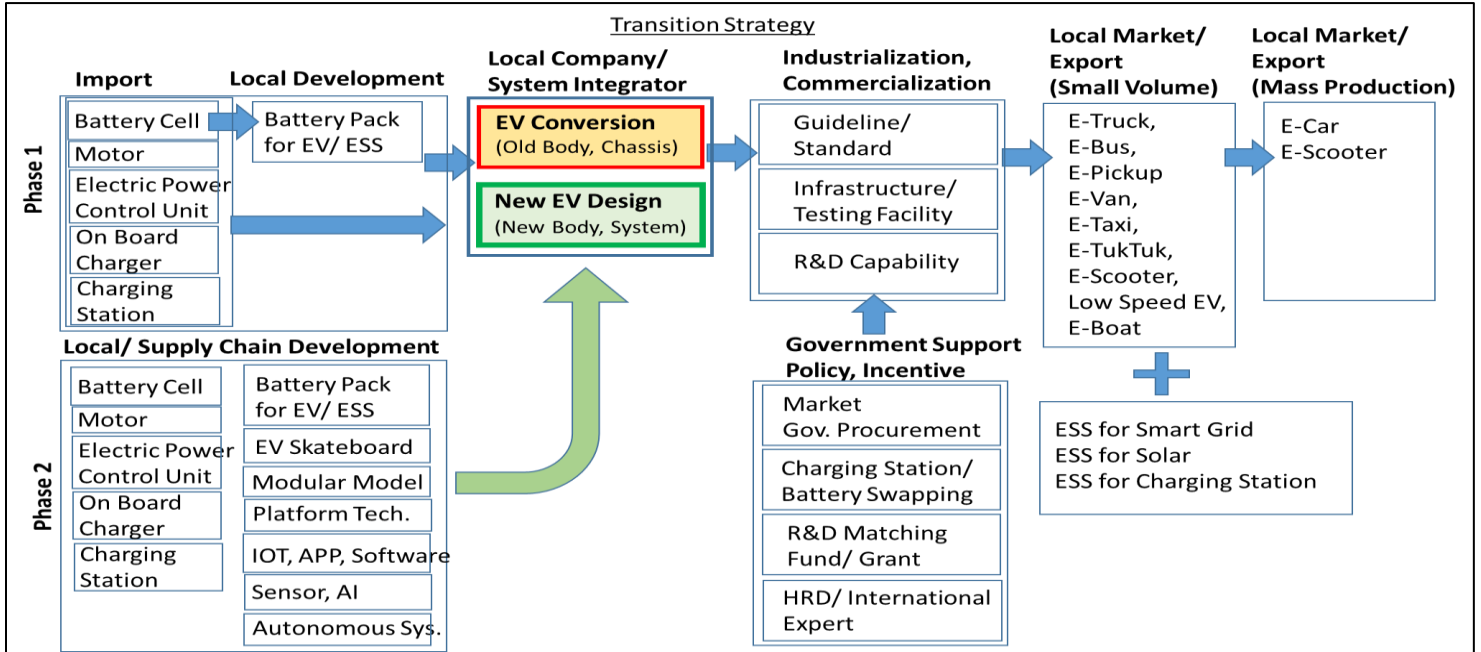 Transition Strategy
Import
Local Development
Local Company/
System Integrator
Industrialization,
Commercialization
Local Market/
Export
(Small Volume)
Local Market/
Export
(Mass Production)
Phase 1
Battery Cell
Motor
Electric Power
Control Unit
On Board
Charger
Charging
Station
Battery Pack
for EV/ ESS
EV Conversion
(Old Body, Chassis)
New EV Design
(New Body, System)
Guideline/
Standard
Infrastructure/
Testing Facility
R&D Capability
E-Truck,
E-Bus,
E-Pickup
E-Van,
E-Taxi,
E-TukTuk,
E-Scooter,
Low Speed EV,
E-Boat
E-Car
E-Scooter
Local/ Supply Chain Development
Phase 2
Battery Cell
Motor
Electric Power
Control Unit
On Board
Charger
Charging
Station
Battery Pack
for EV/ ESS
EV Skateboard
Modular Model
Platform Tech.
IOT, APP, Software
Sensor, AI
Autonomous Sys.
Government Support
Policy, Incentive
Market
Gov. Procurement
Charging Station/
Battery Swapping
R&D Matching
Fund/ Grant
HRD/ International
Expert
ESS for Smart Grid
ESS for Solar
ESS for Charging Station